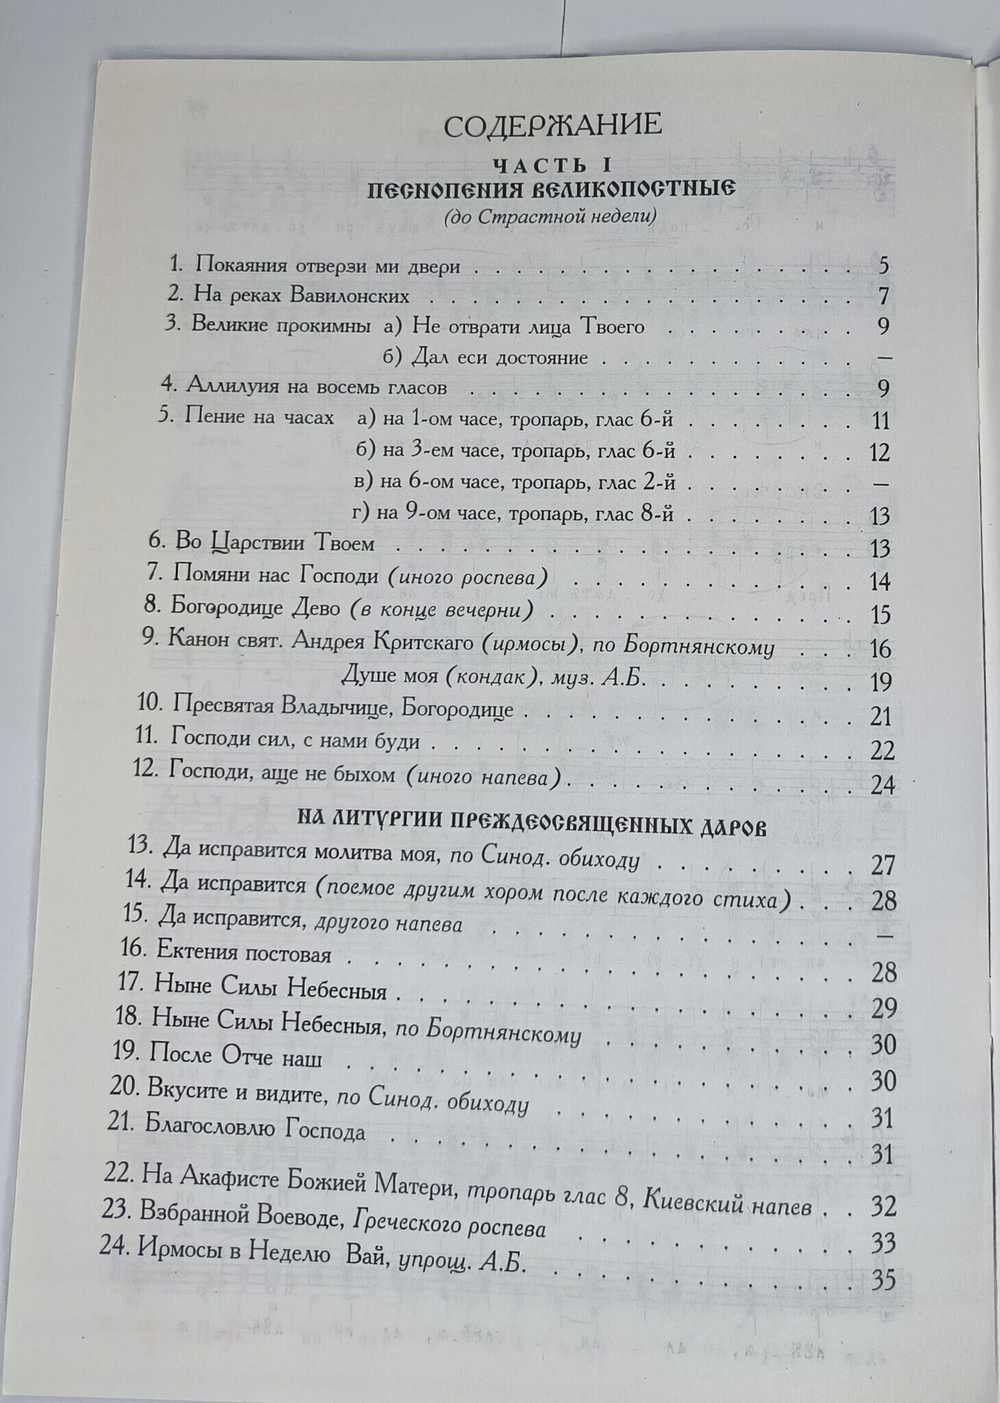 СОДЕРЖАНИЕ
ЧАСТЬ I
ПЕСНОПЕНИЯ ВЕЛИКОПОСТНЫЕ
(до Страстной недели)
1. Покаяния отверзи ми двери . . . . . . . . . . . . . . . . . 5
2. На реках Вавилонских . . . . . . . . . . . . . . . . . . . 7
3. Великие прокимны а) Не отврати лица Твоего . . . . . . . . . 9
б) Дал еси достояние . . . . . . . . . . . . —
4. Аллилуия на восемь гласов . . . . . . . . . . . . . . . . . 9
5. Пение на часах а) на 1-ом часе, тропарь, глас 6-й . . . . . . . . 11
б) на 3-ем часе, тропарь, глас 6-й . . . . . . . . 12
в) на 6-ом часе, тропарь, глас 2-й . . . . . . . . —
г) на 9-ом часе, тропарь, глас 8-й . . . . . . . . 13
6. Во Царствии Твоем . . . . . . . . . . . . . . . . . . . . 13
7. Помяни нас Господи (иного роспева) . . . . . . . . . . . . . 14
8. Богородице Дево (в конце вечерни) . . . . . . . . . . . . . . 15
9. Канон свят. Андрея Критскаго (ирмосы), по Бортнянскому . . . 16
Душе моя (кондак), муз. А.Б. . . . . . . . . . 19
10. Пресвятая Владычице, Богородице . . . . . . . . . . . . . . . 21
11. Господи сил, с нами буди . . . . . . . . . . . . . . . . . . . 22
12. Господи, аще не быхом (иного напева) . . . . . . . . . . . . . 24
НА ЛИТУРГИИ ПРЕЖДЕОСВЯЩЕННЫХ ДАРОВ
13. Да исправится молитва моя, по Синод. обиходу . . . . . . . . . 27
14. Да исправится (поемое другим хором после каждого стиха) . . . 28
15. Да исправится, другого напева . . . . . . . . . . . . . . . —
16. Ектения постовая . . . . . . . . . . . . . . . . . . . . 28
17. Ныне Силы Небесныя . . . . . . . . . . . . . . . . . . . 29
18. Ныне Силы Небесныя, по Бортнянскому . . . . . . . . . . 30
19. После Отче наш . . . . . . . . . . . . . . . . . . . . 30
20. Вкусите и видите, по Синод. обиходу . . . . . . . . . . . . 31
21. Благословлю Господа . . . . . . . . . . . . . . . . . . . 31
22. На Акафисте Божией Матери, тропарь глас 8, Киевский напев . . 32
23. Взбранной Воеводе, Греческого роспева . . . . . . . . . . . . 33
24. Ирмосы в Неделю Вай, упрощ. А.Б. . . . . . . . . . . . . 35